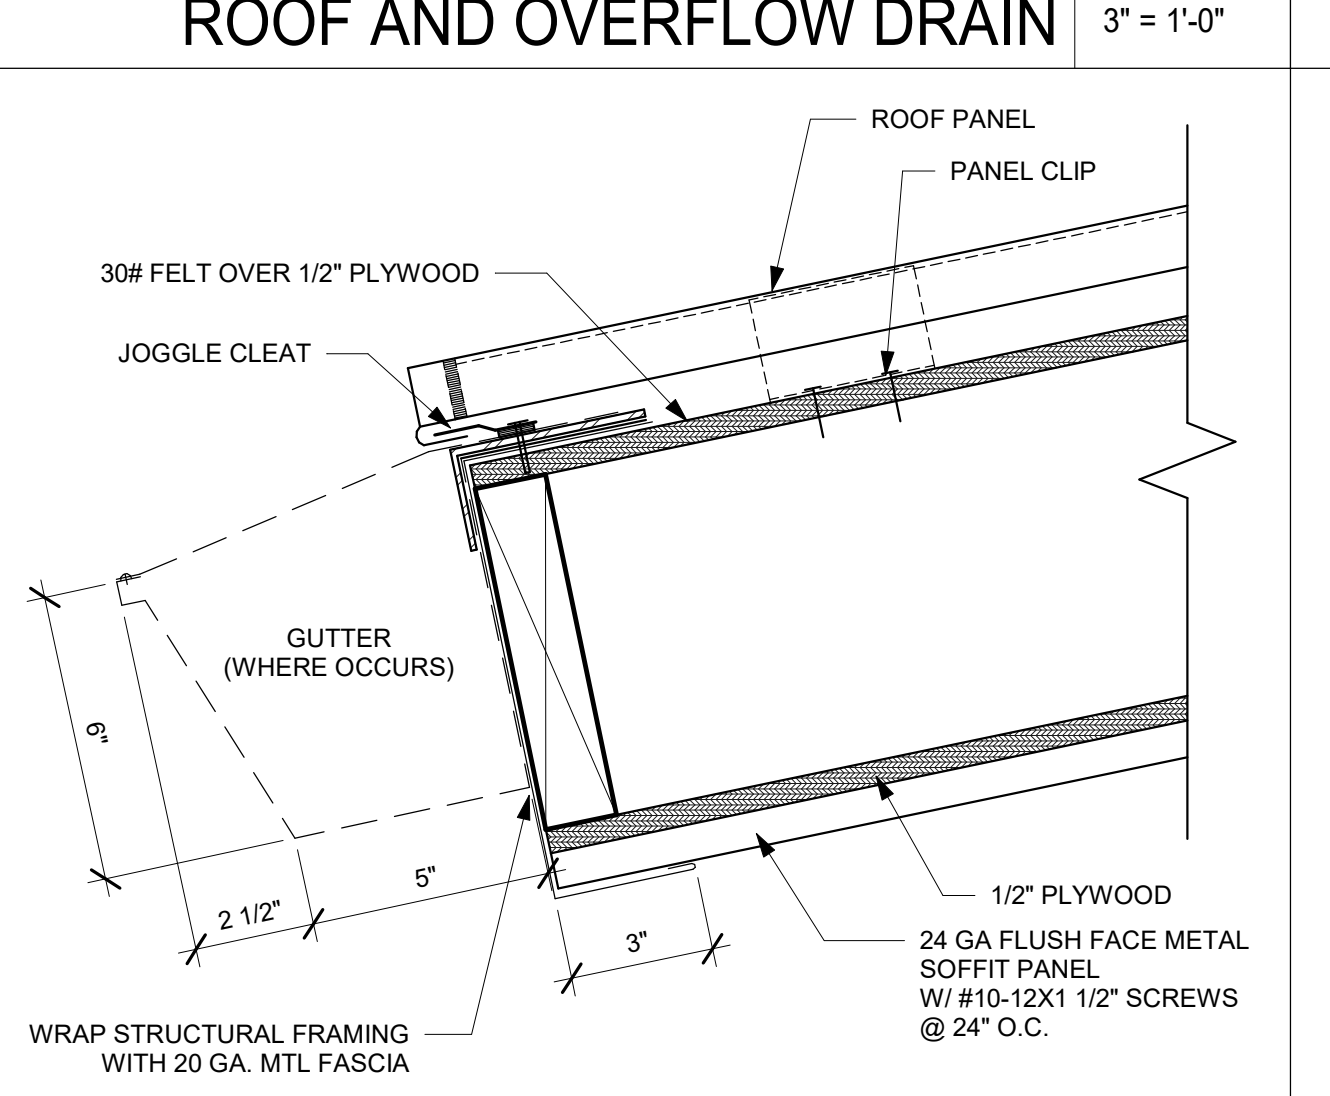 ROOF AND OVERFLOW DRAIN
3" = 1'-0"
ROOF PANEL
PANEL CLIP
30# FELT OVER 1/2" PLYWOOD
JOGGLE CLEAT
GUTTER
(WHERE OCCURS)
6"
5"
2 1/2"
3"
1/2" PLYWOOD
24 GA FLUSH FACE METAL
SOFFIT PANEL
W/ #10-12X1 1/2" SCREWS
@ 24" O.C.
WRAP STRUCTURAL FRAMING
WITH 20 GA. MTL FASCIA